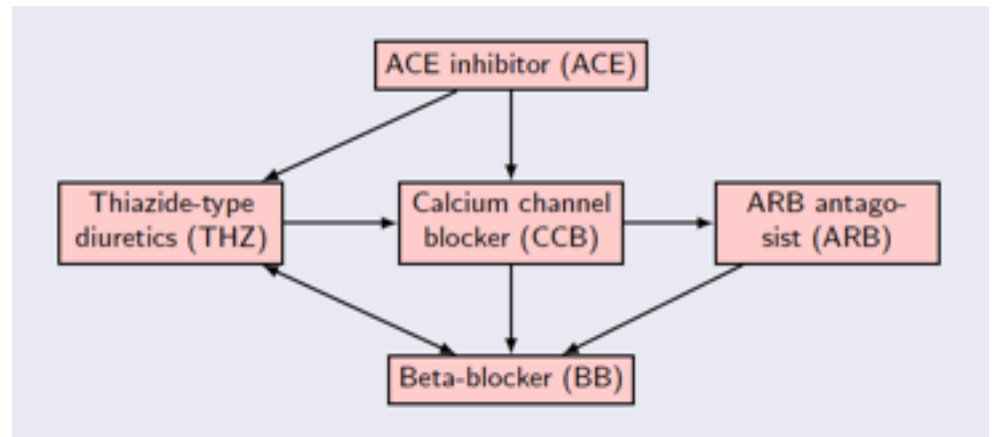 ACE inhibitor (ACE)
Thiazide-type
diuretics (THZ)
Calcium channel
blocker (CCB)
ARB antago-
sist (ARB)
Beta-blocker (BB)